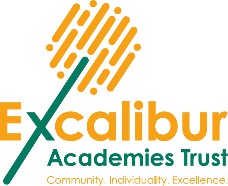 Excalibur
Academies Trust
Community. Individuality. Excellence.